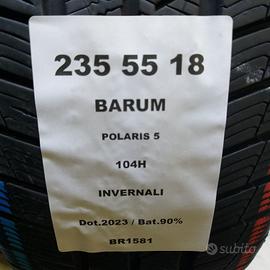 235 55 18
BARUM
POLARIS 5
104H
INVERNALI
Dot.2023 / Bat.90%
BR1581
subito